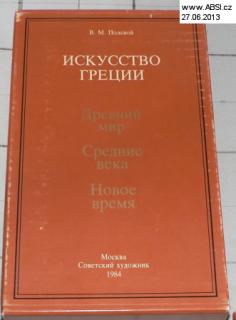 www.ABSI.cz
27.06.2013
В. М. Полевой
ИСКУССТВО
ГРЕЦИИ
Древний
мир
Средние
века
Новое
время
Москва
Советский художник
1984